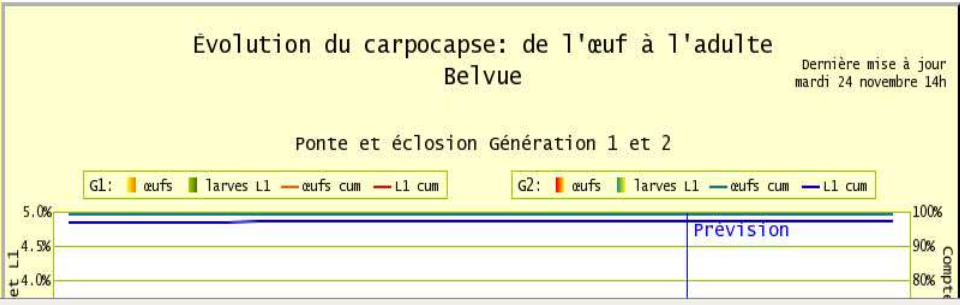 Évolution du carpocapse: de l'œuf à l'adulte
Belvue
Dernière mise à jour
mardi 24 novembre 14h
Ponte et éclosion Génération 1 et 2
G1: œufs larves L1 œufs cum L1 cum
G2: œufs larves L1 œufs cum L1 cum
5.0%
100%
Prévision
4.5%
90%
4.0%
80%
et L1